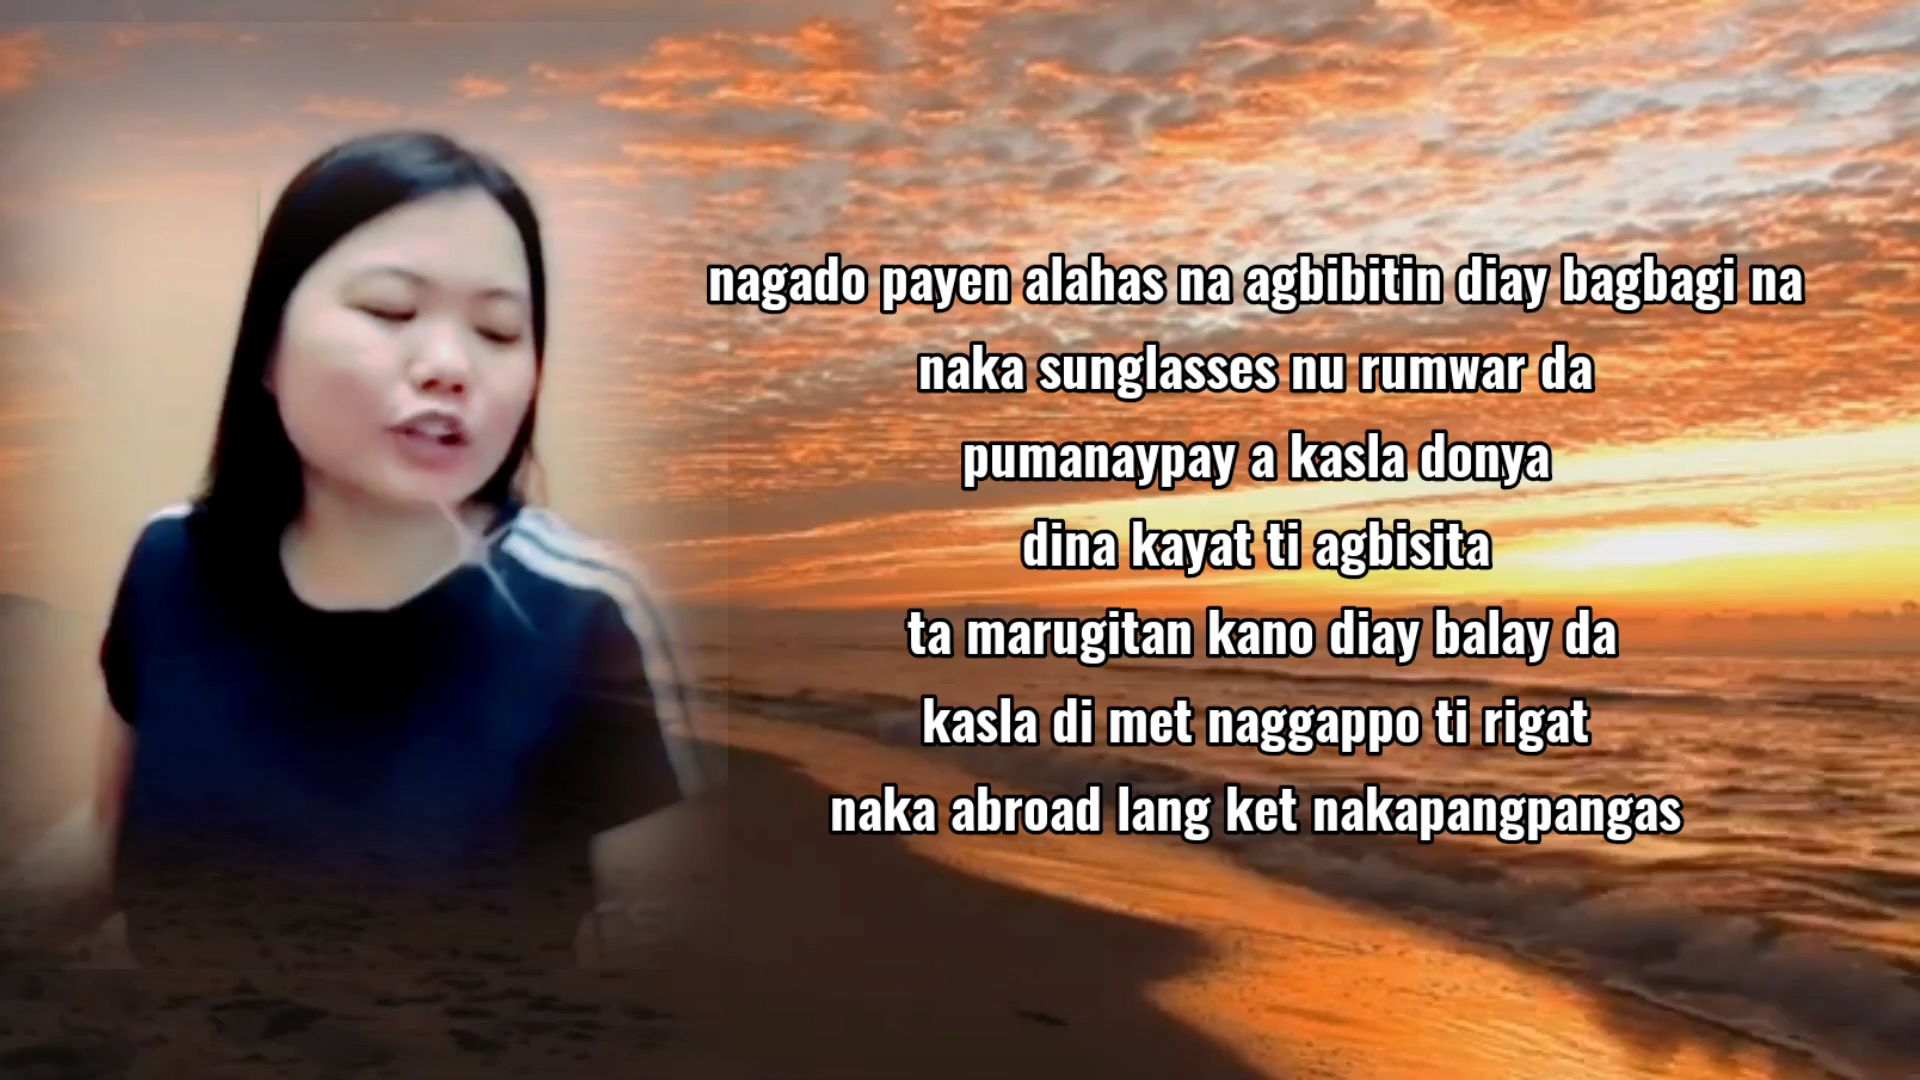 nagado payen alahas na agbibitin diay bagbagi na
naka sunglasses nu rumwar da
pumanaypay a kasla donya
dina kayat ti agbisita
ta marugitan kano diay balay da
kasla di met naggappo ti rigat
naka abroad lang ket nakapangpangas